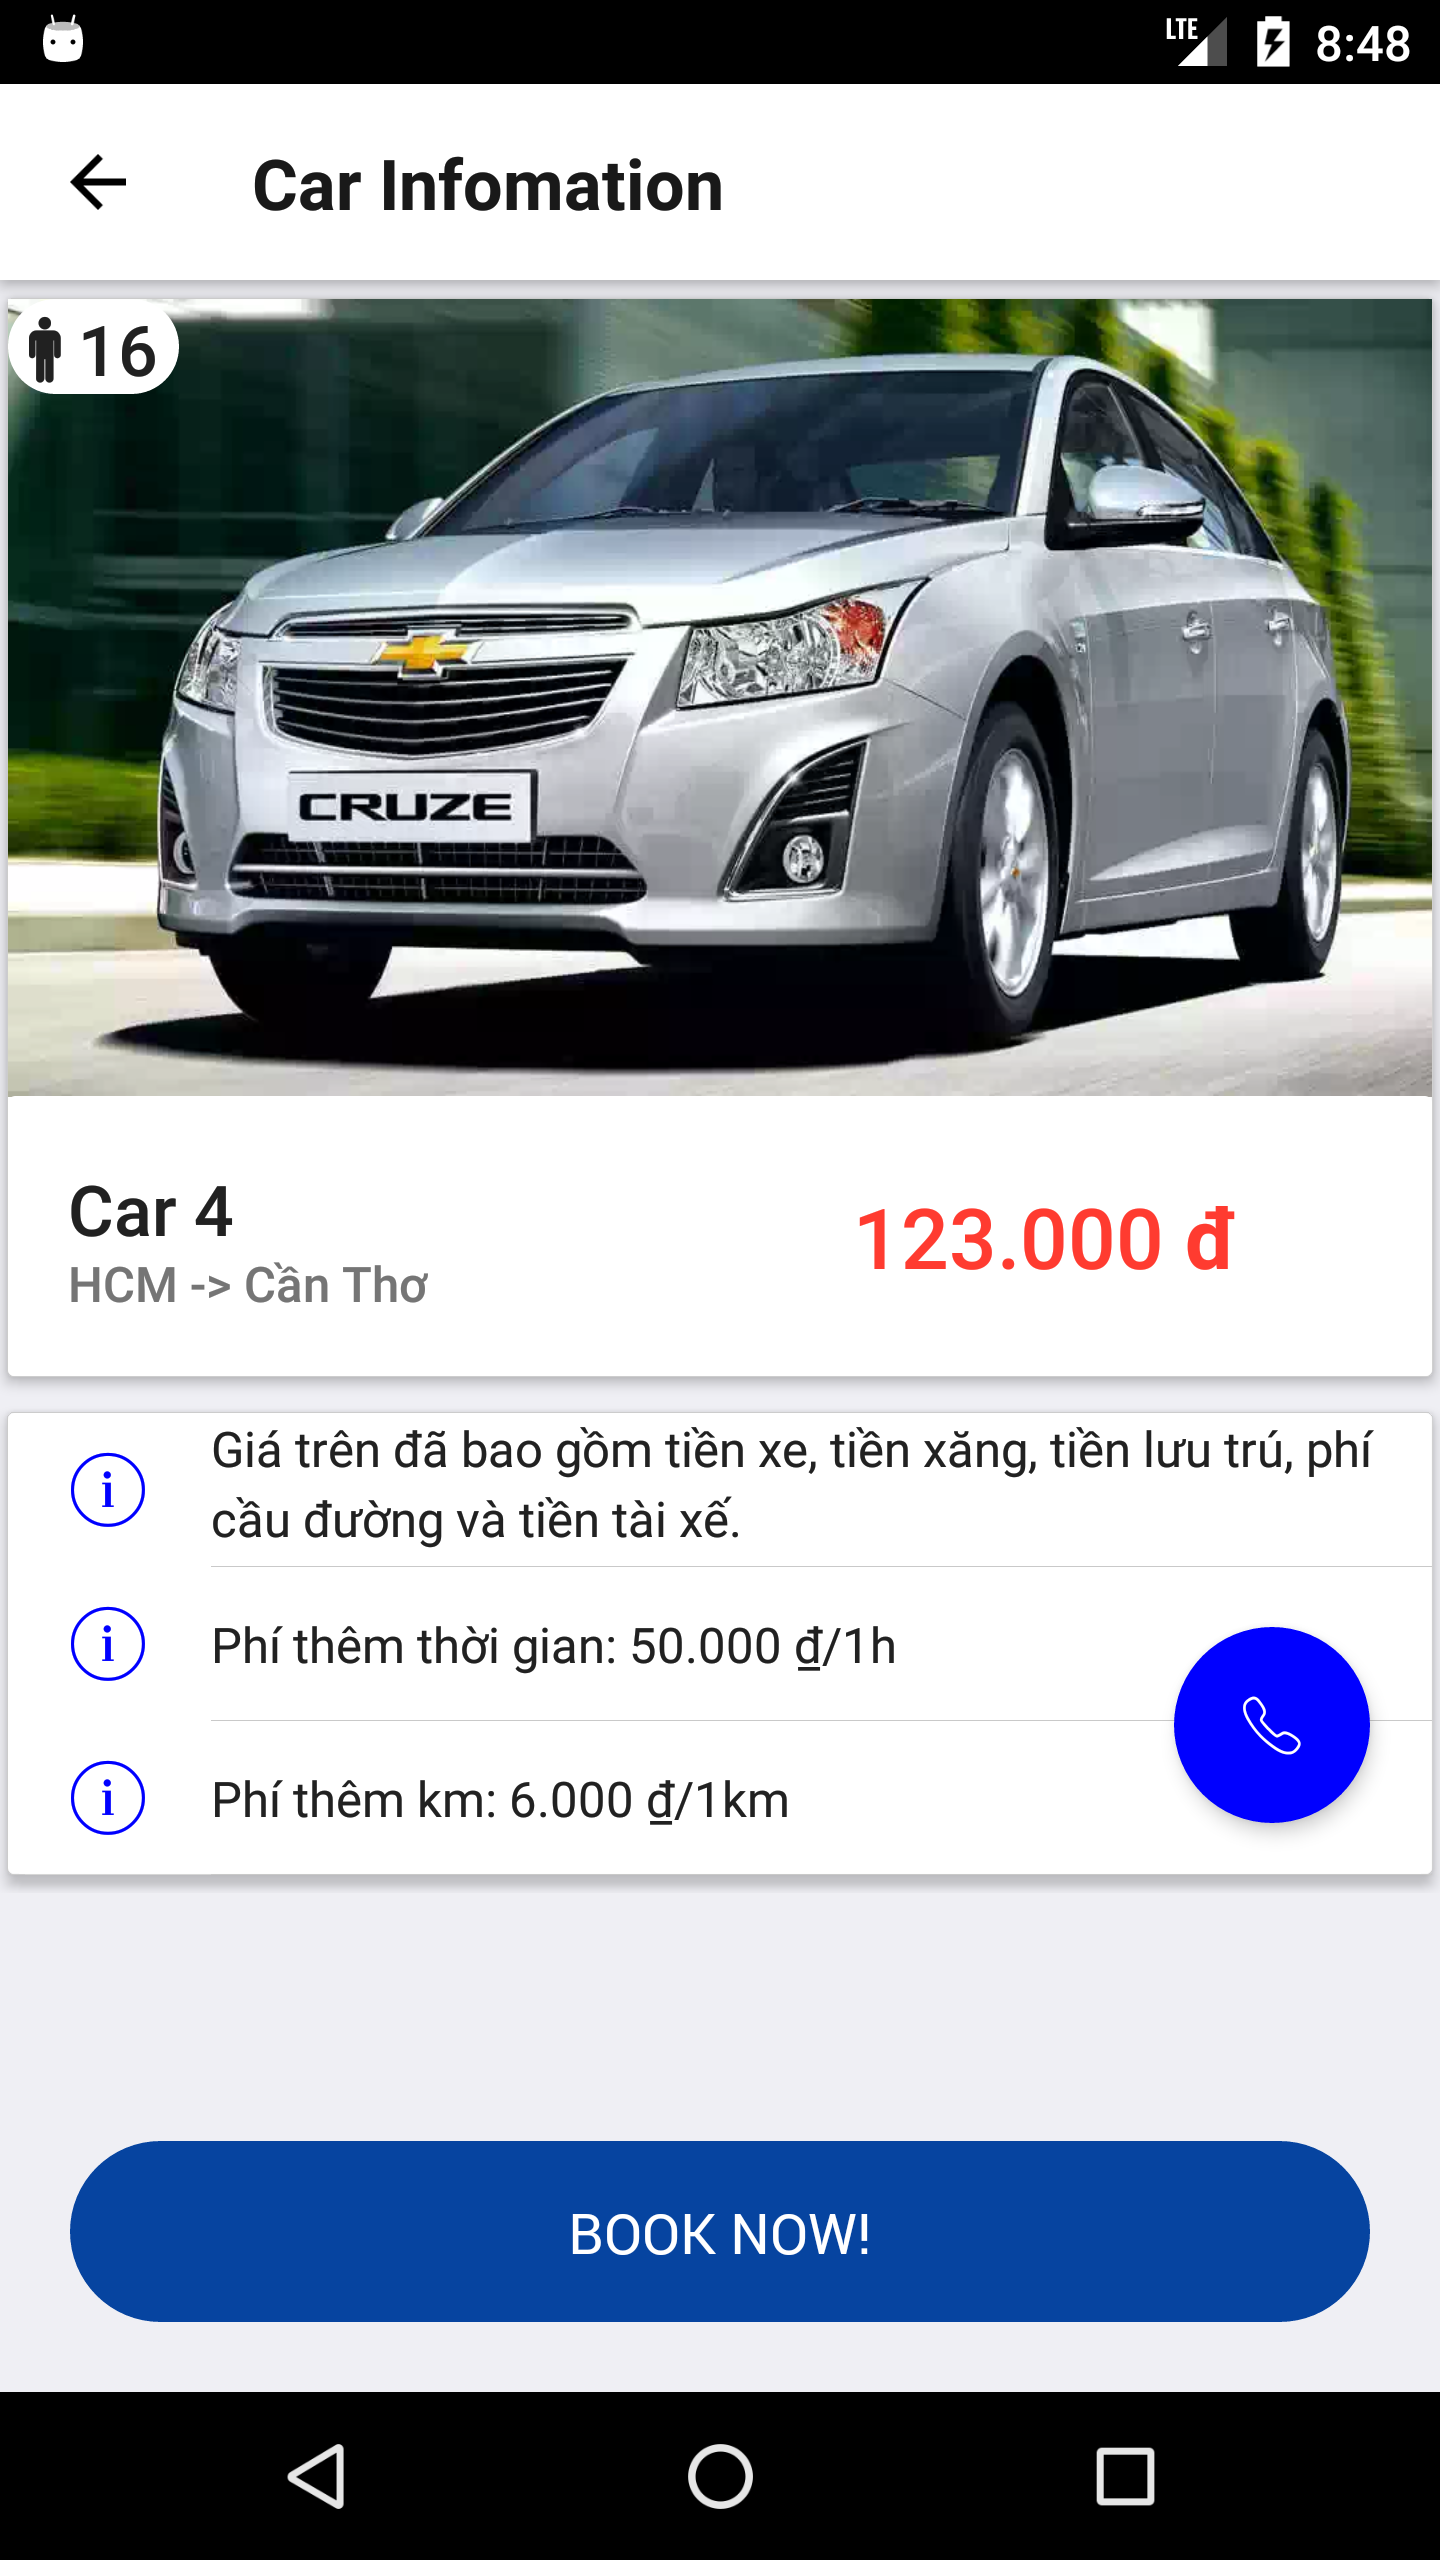 LTE 8:48
Car Infomation
16
CRUZE
Car 4
123.000 đ
HCM -> Cần Thơ
Giá trên đã bao gồm tiền xe, tiền xăng, tiền lưu trú, phí
cầu đường và tiền tài xế.
Phí thêm thời gian: 50.000 ₫/1h
Phí thêm km: 6.000 ₫/1km
BOOK NOW!